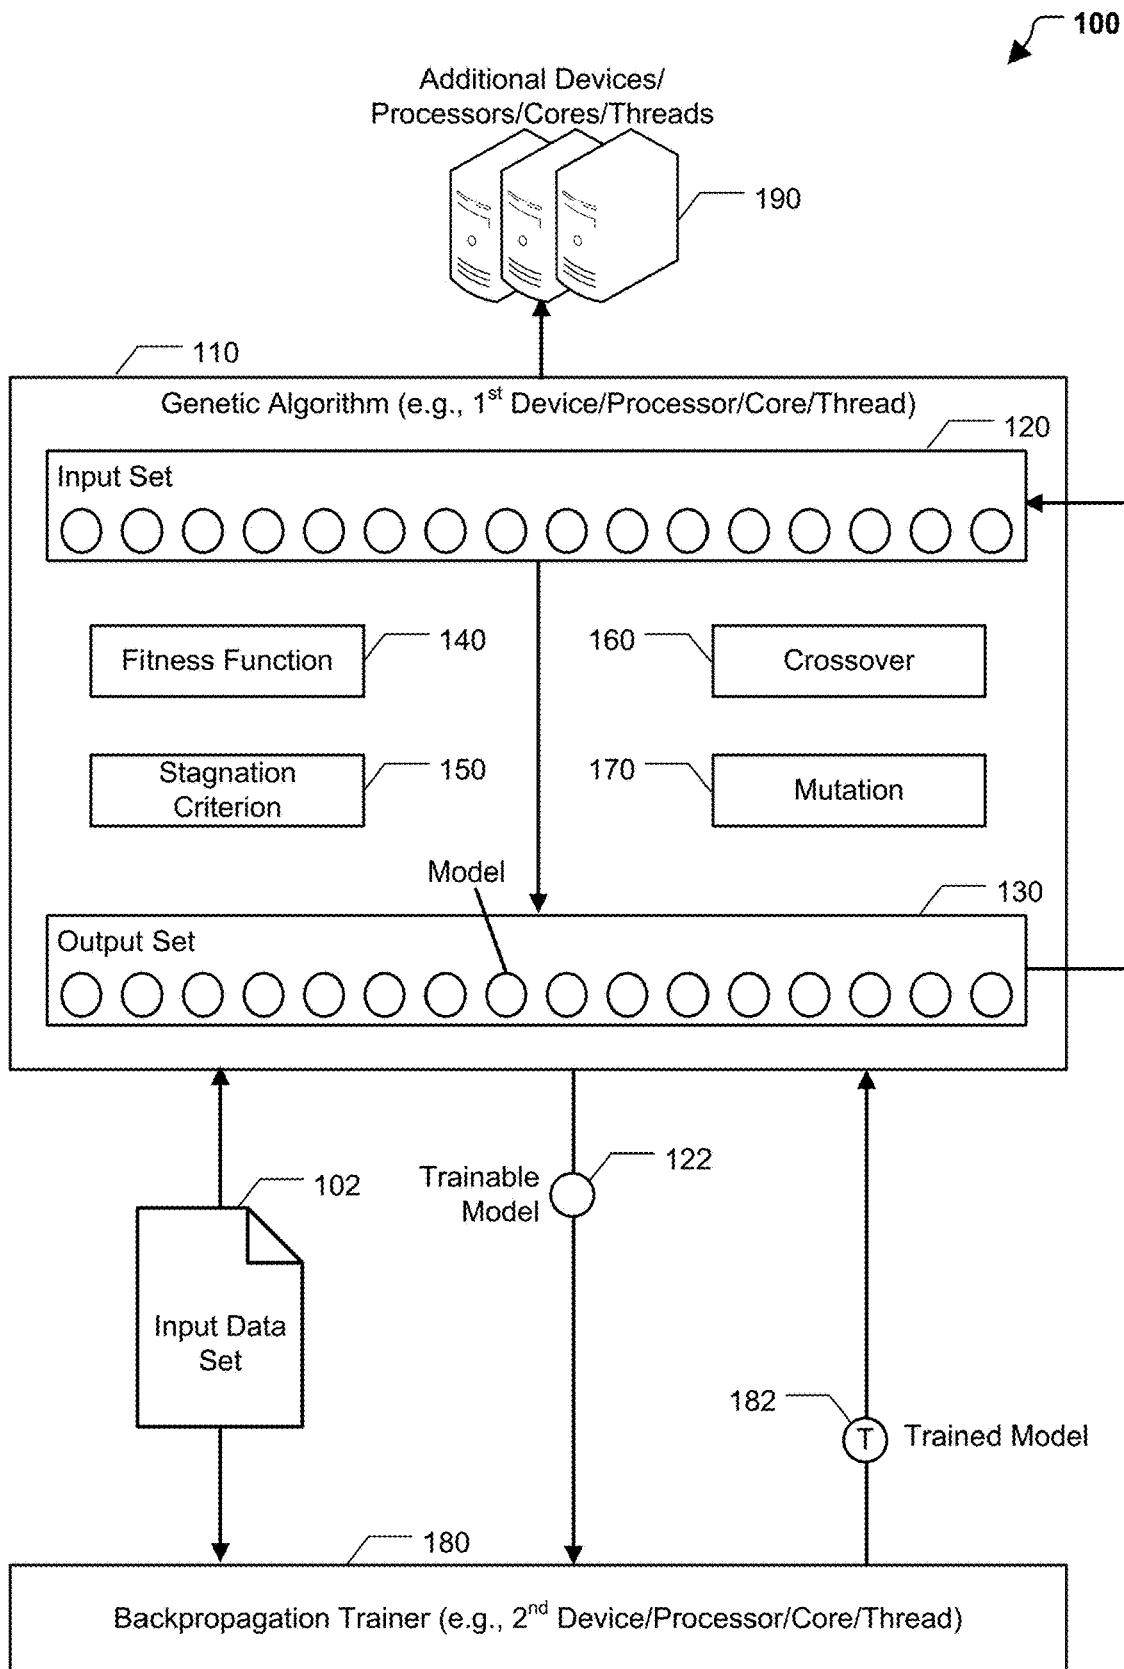 100
Additional Devices/
Processors/Cores/Threads
190
110
Genetic Algorithm (e.g., 1st Device/Processor/Core/Thread)
120
Input Set
Fitness Function
140
160
Crossover
Stagnation
Criterion
150
170
Mutation
Model
130
Output Set
102
Input Data
Set
Trainable
Model
122
182
T
Trained Model
180
Backpropagation Trainer (e.g., 2nd Device/Processor/Core/Thread)